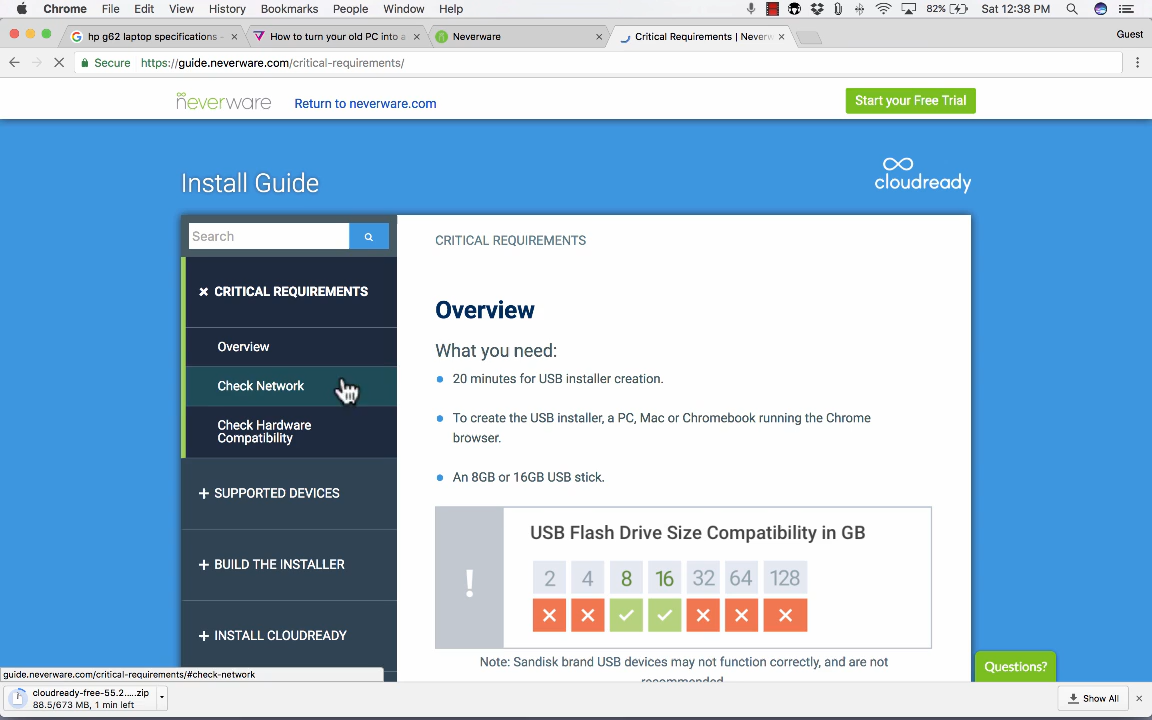 Chrome File Edit View History Bookmarks People Window Help 82% Sat 12:38 PM
hp g62 laptop specifications -
How to turn your old PC into a
Neverware
Critical Requirements | Neverw
Guest
Secure https://guide.neverware.com/critical-requirements/
neverware
Return to neverware.com
Start your Free Trial
Install Guide
cloudready
Search
CRITICAL REQUIREMENTS
Overview
Check Network
Check Hardware
Compatibility
+ SUPPORTED DEVICES
+ BUILD THE INSTALLER
+ INSTALL CLOUDREADY
CRITICAL REQUIREMENTS
Overview
What you need:
20 minutes for USB installer creation.
To create the USB installer, a PC, Mac or Chromebook running the Chrome
browser.
An 8GB or 16GB USB stick.
!
USB Flash Drive Size Compatibility in GB
2 4 8 16 32 64 128
Note: Sandisk brand USB devices may not function correctly, and are not
recommended
Questions?
guide.neverware.com/critical-requirements/#check-network
cloudready-free-55.2....zip
88.5/673 MB, 1 min left
Show All